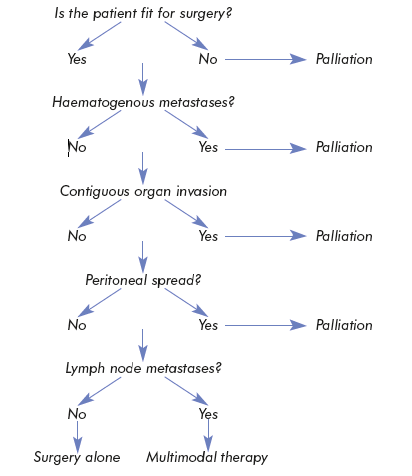 Is the patient fit for surgery?
Yes No Palliation
Haematogenous metastases?
No Yes Palliation
Contiguous organ invasion
No Yes Palliation
Peritoneal spread?
No Yes Palliation
Lymph node metastases?
No Yes
Surgery alone Multimodal therapy